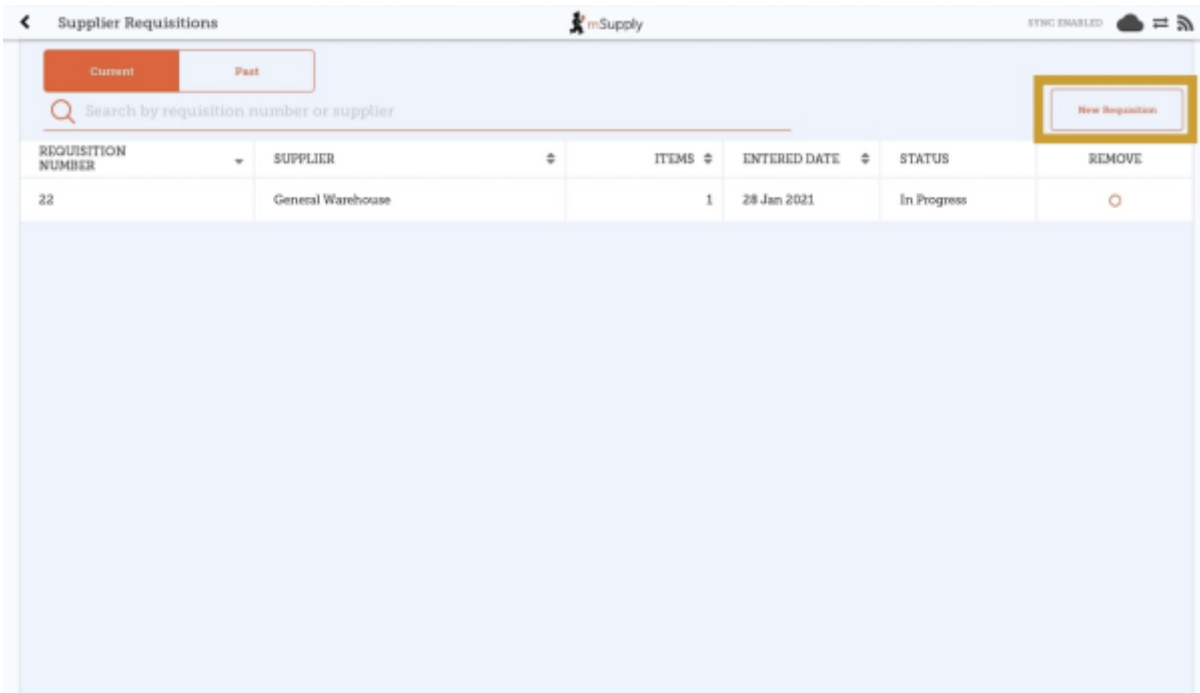 Supplier Requisitions
mSupply
SYNC ENABLED
Current
Past
Search by requisition number or supplier
New Requisition
REQUISITION
NUMBER
SUPPLIER
ITEMS
ENTERED DATE
STATUS
REMOVE
22
General Warehouse
1
28 Jan 2021
In Progress